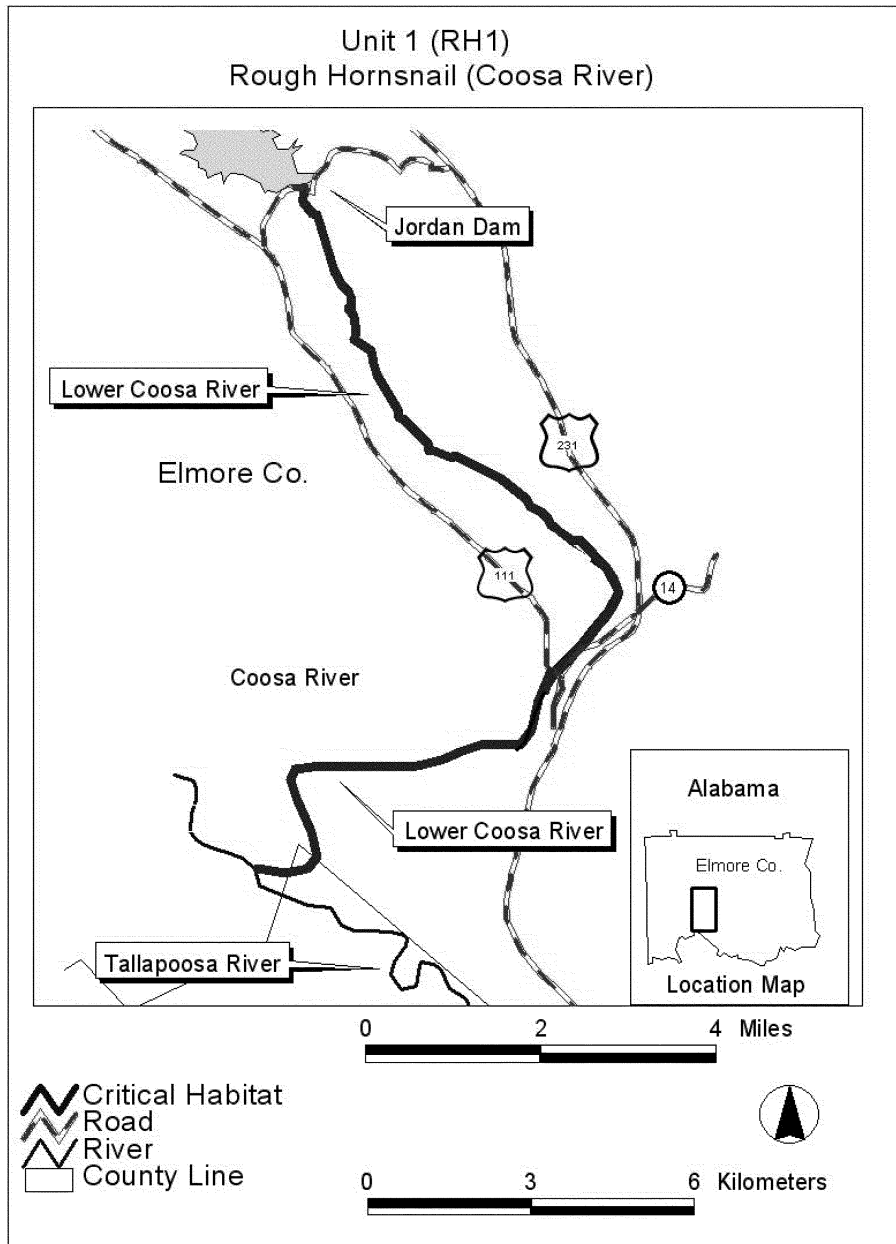 Unit 1 (RH1)
Rough Hornsnail (Coosa River)
Jordan Dam
Lower Coosa River
231
Elmore Co.
111
14
Coosa River
Lower Coosa River
Tallapoosa River
Alabama
Elmore Co.
Location Map
0 2 4 Miles
Critical Habitat
Road
River
County Line
0 3 6 Kilometers